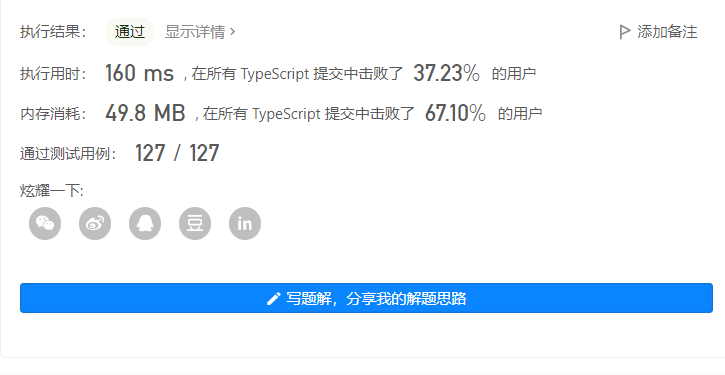 执行结果： 通过 显示详情 › 添加备注
执行用时： 160 ms , 在所有 TypeScript 提交中击败了 37.23% 的用户
内存消耗： 49.8 MB , 在所有 TypeScript 提交中击败了 67.10% 的用户
通过测试用例： 127 / 127
炫耀一下:
豆 in
写题解，分享我的解题思路